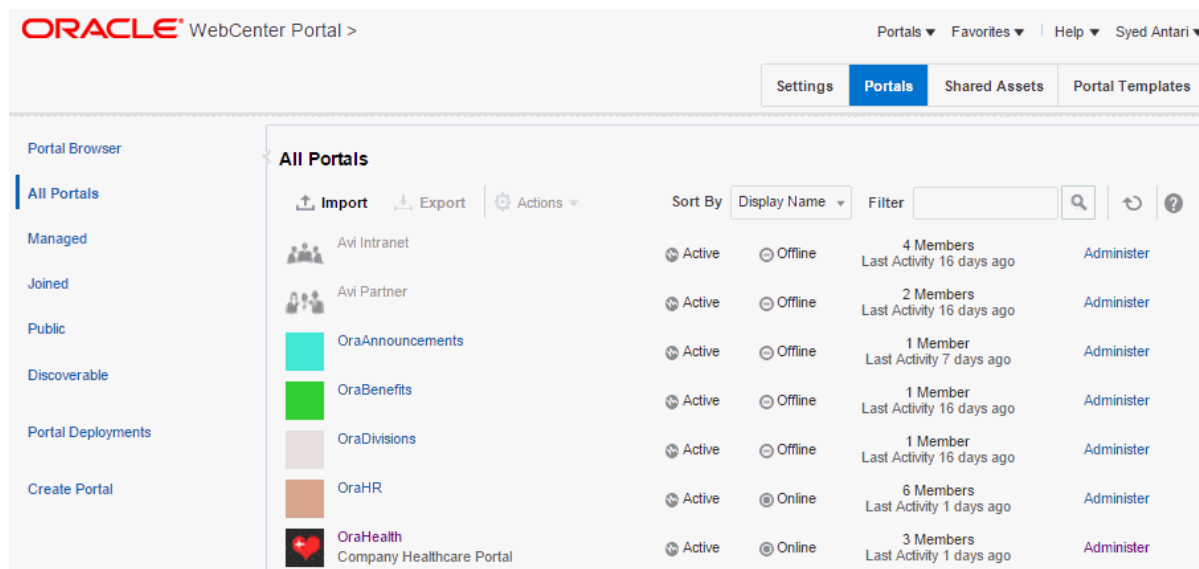 ORACLE® WebCenter Portal >
Portals Favorites Help Syed Antari
Settings Portals Shared Assets Portal Templates
Portal Browser
All Portals
Managed
Joined
Public
Discoverable
Portal Deployments
Create Portal
All Portals
Import Export Actions Sort By Display Name Filter
Avi Intranet Active Offline 4 Members Administer
Last Activity 16 days ago
Avi Partner Active Offline 2 Members Administer
Last Activity 16 days ago
OraAnnouncements Active Offline 1 Member Administer
Last Activity 7 days ago
OraBenefits Active Offline 1 Member Administer
Last Activity 16 days ago
OraDivisions Active Offline 1 Member Administer
Last Activity 16 days ago
OraHR Active Online 6 Members Administer
Last Activity 1 days ago
OraHealth Active Online 3 Members Administer
Company Healthcare Portal Last Activity 1 days ago